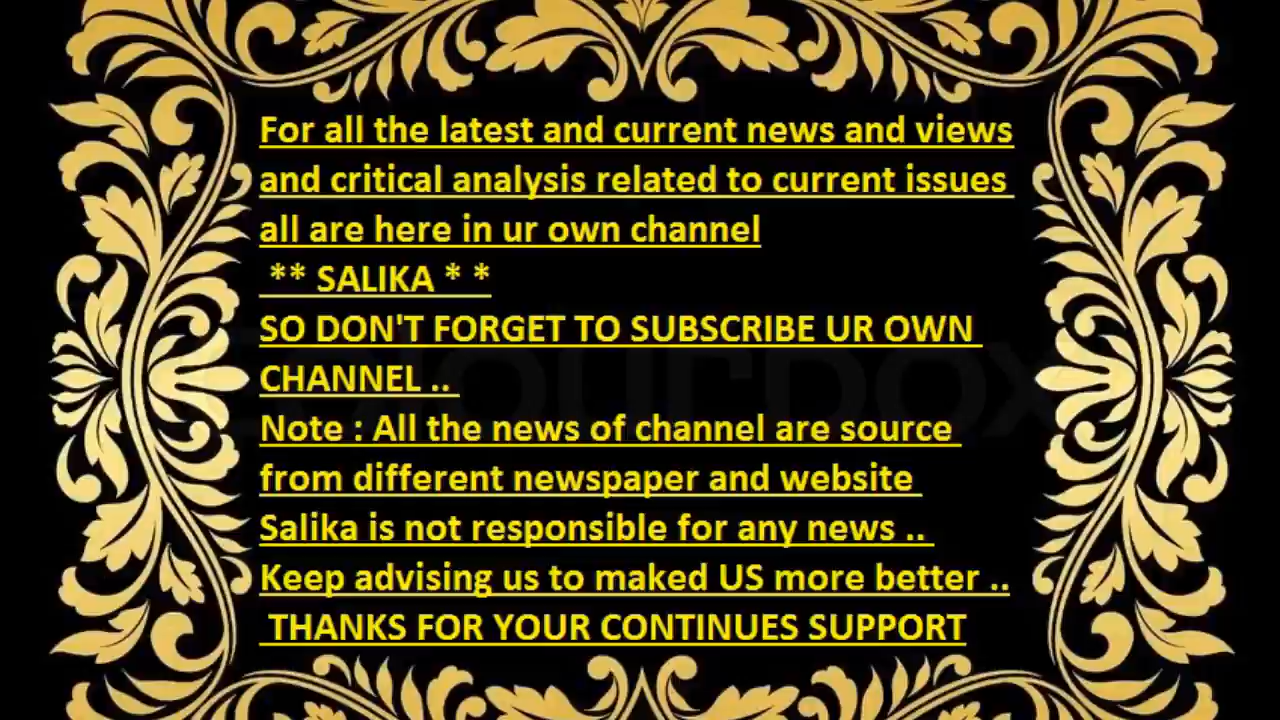 For all the latest and current news and views
and critical analysis related to current issues
all are here in ur own channel
** SALIKA * *
SO DON'T FORGET TO SUBSCRIBE UR OWN
CHANNEL ..
Note : All the news of channel are source
from different newspaper and website
Salika is not responsible for any news ..
Keep advising us to maked US more better ..
THANKS FOR YOUR CONTINUES SUPPORT